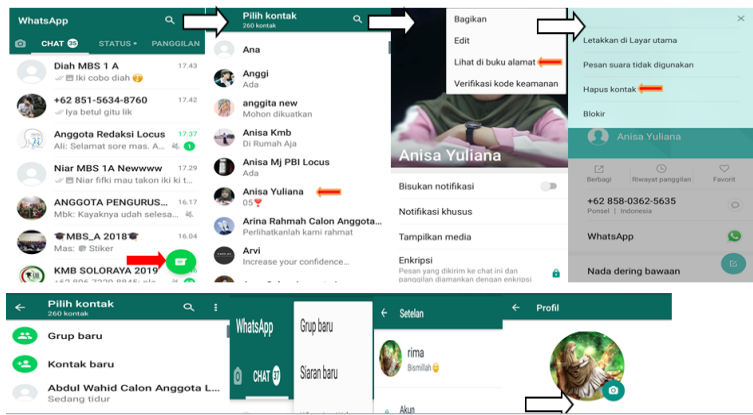 WhatsApp
CHAT 35 STATUS PANGGILAN
Diah MBS 1 A 17.43
Iki cobo diah
+62 851-5634-8760 17.42
Iya betul gitu lik
Anggota Redaksi Locus 17.37
Ali: Selamat sore mas. A... 1
Niar MBS 1A Newwww 17.29
Niar fifki mau takon iki ki t...
ANGGOTA PENGURUS... 16.17
Mbk: Kayaknya udah selesa...
MBS_A 2018 16.04
Mas: Stiker
KMB SOLORAYA 2019
Pilih kontak
260 kontak
Ana
Anggi
Ada
anggita new
Mohon dikuatkan
Anisa Kmb
Di Rumah Aja
Anisa Mj PBI Locus
Ada
Anisa Yuliana
05
Arina Rahmah Calon Anggota...
Perlihatkanlah kami rahmat
Arvi
Increase your confidence...
Bagikan
Edit
Lihat di buku alamat
Verifikasi kode keamanan
Anisa Yuliana
Bisukan notifikasi
Notifikasi khusus
Tampilkan media
Enkripsi
Pesan yang dikirim ke chat ini dan
panggilan diamankan dengan enkripsi
Letakkan di Layar utama
Pesan suara tidak digunakan
Hapus kontak
Blokir
Anisa Yuliana
Berbagi Riwayat panggilan Favorit
+62 858-0362-5635
Ponsel | Indonesia
WhatsApp
Nada dering bawaan
Pilih kontak
260 kontak
Grup baru
Kontak baru
Abdul Wahid Calon Anggota L...
Sedang tidur
WhatsApp
CHAT 37
Grup baru
Siaran baru
Setelan
rima
Bismillah
Akun
Profil